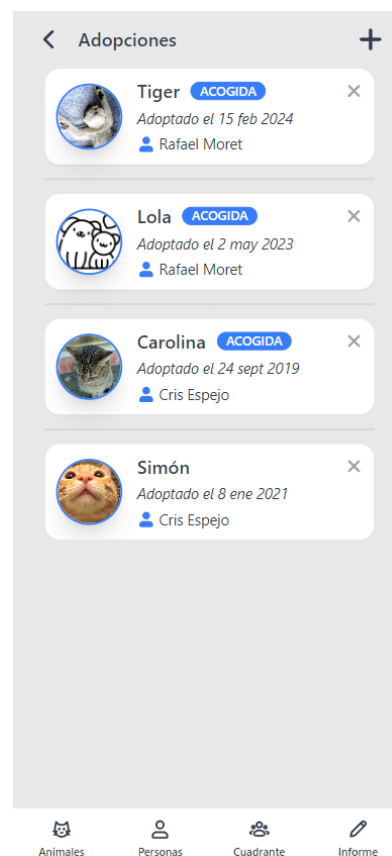 Adopciones
Tiger ACOGIDA
Adoptado el 15 feb 2024
Rafael Moret
Lola ACOGIDA
Adoptado el 2 may 2023
Rafael Moret
Carolina ACOGIDA
Adoptado el 24 sept 2019
Cris Espejo
Simón
Adoptado el 8 ene 2021
Cris Espejo
Animales Personas Cuadrante Informe